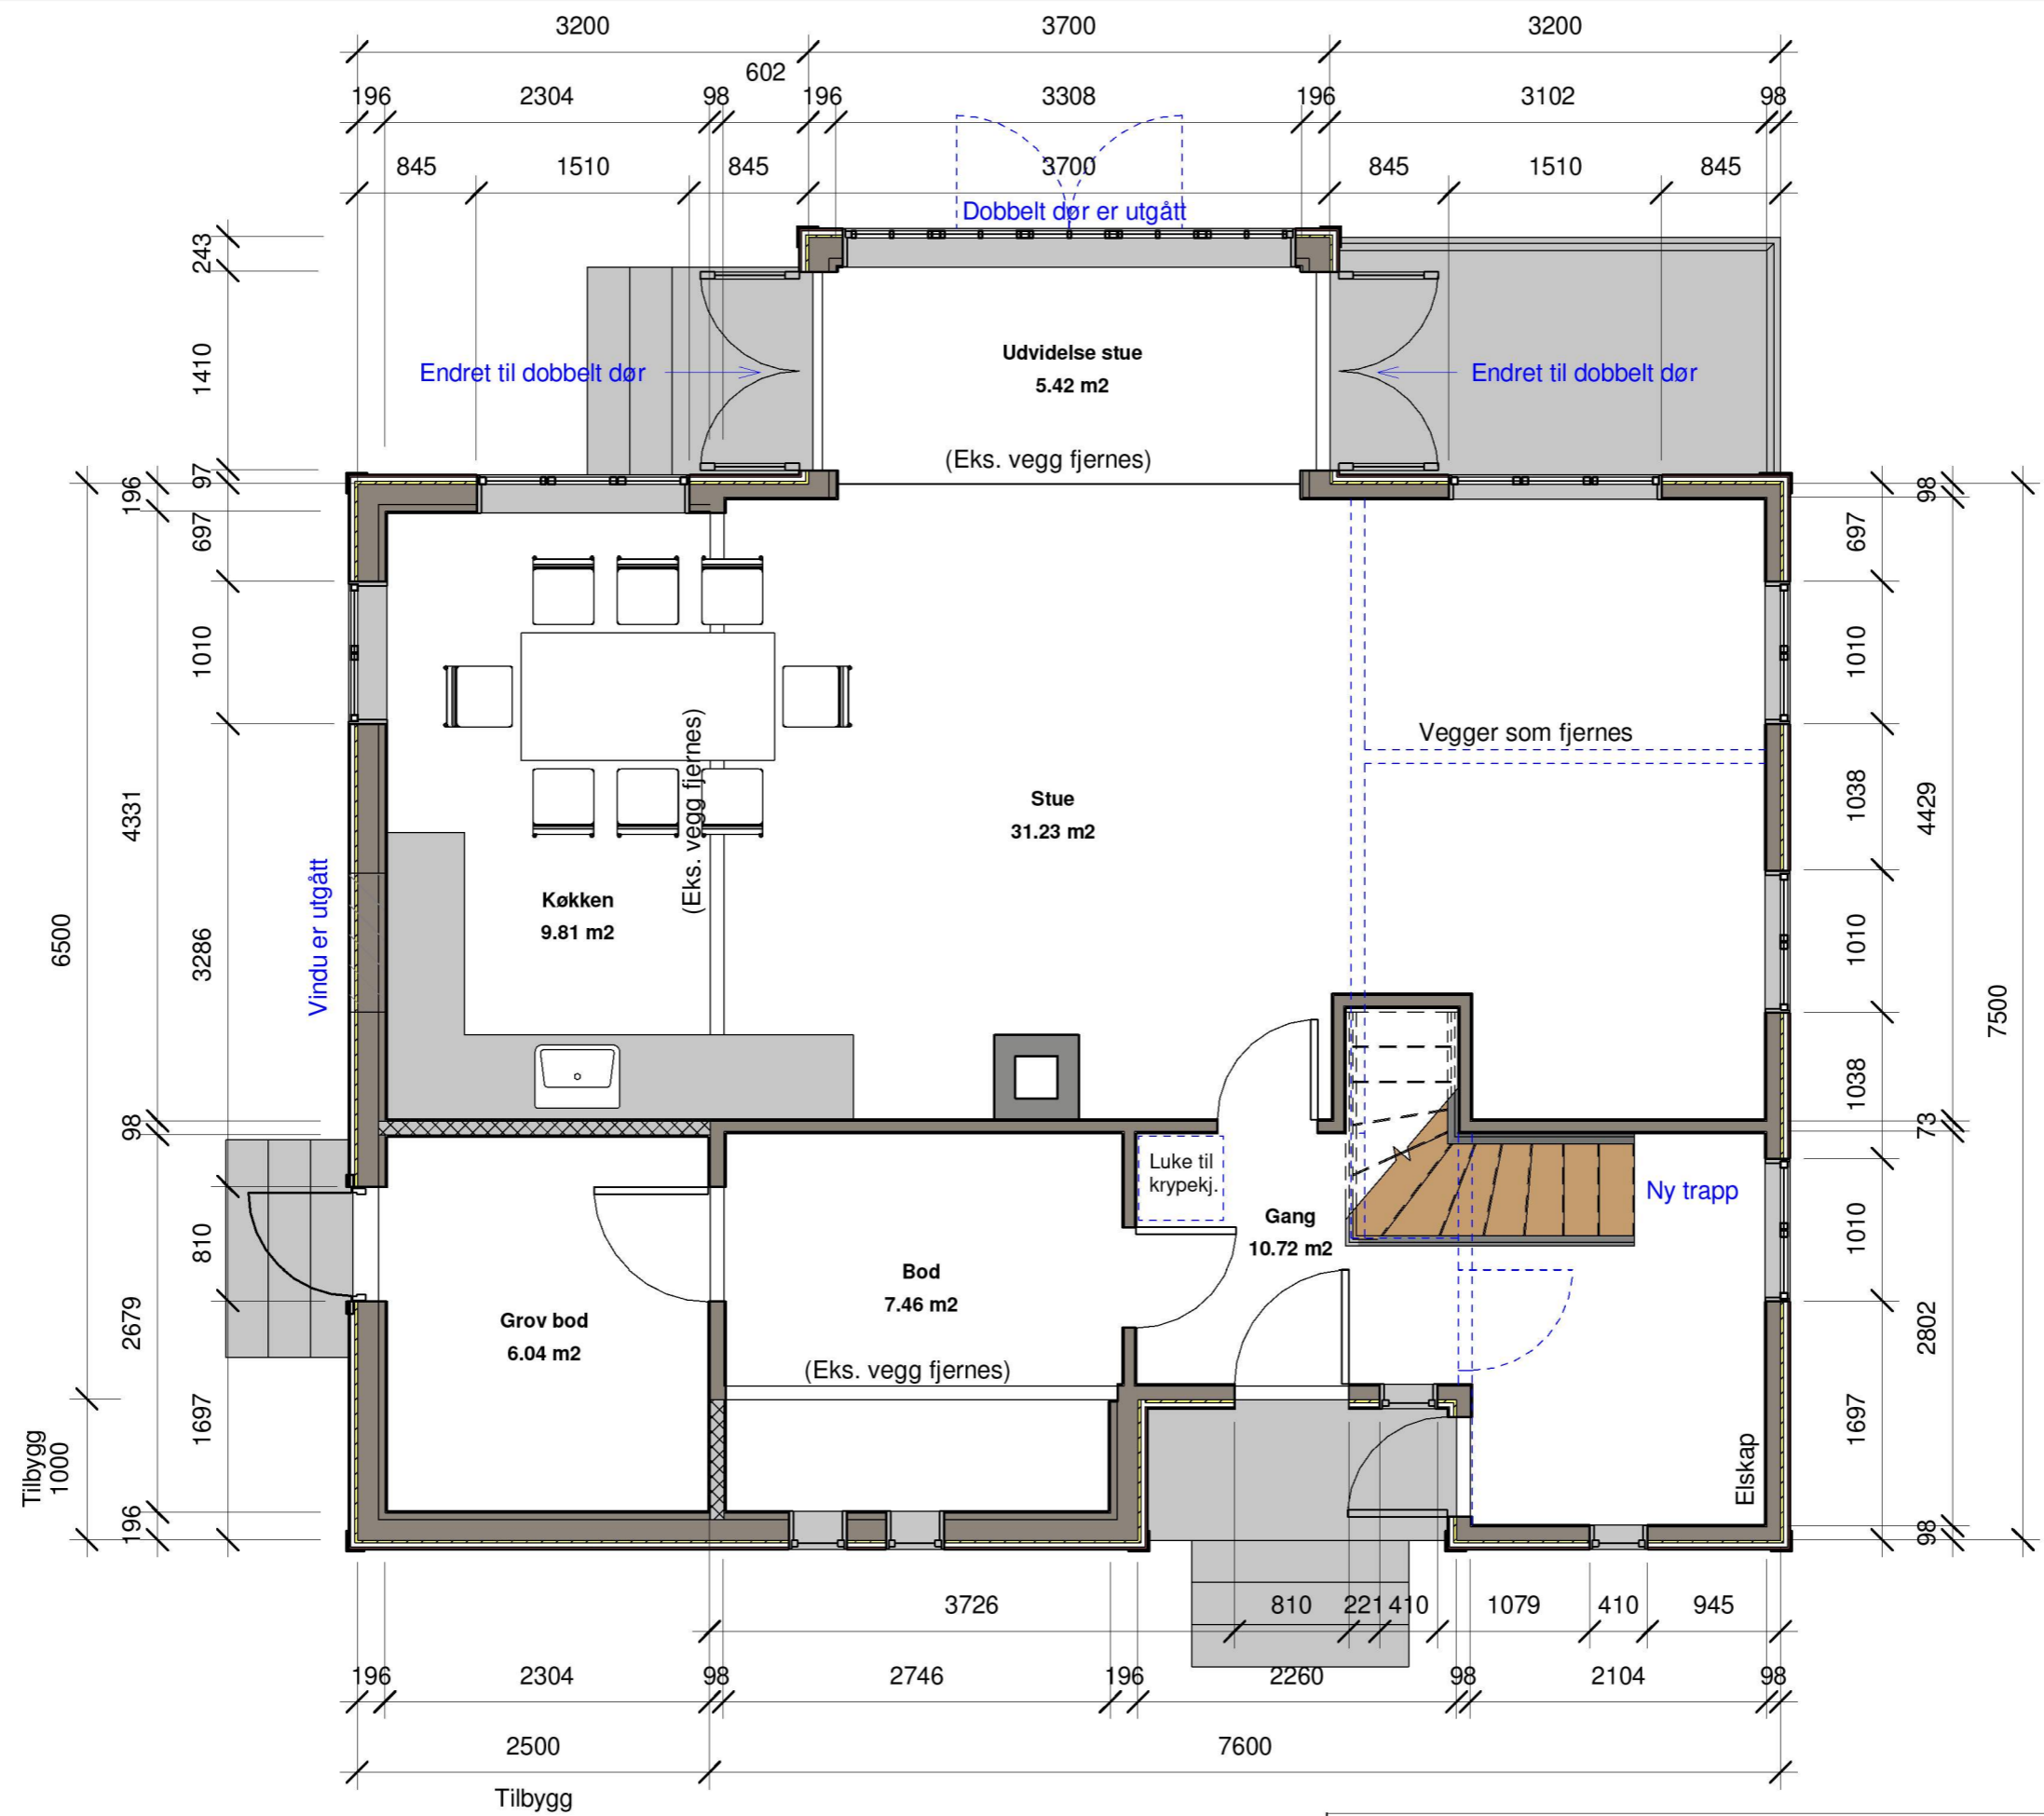 3200 3700 3200
602
196 2304 98 196 3308 196 3102 98
845 1510 845 3700 845 1510 845
Dobbelt dør er utgått
243
1410
97
697
1010
3286
810
1697
196
4331
98
2679
196
6500
Tilbygg
1000
Endret til dobbelt dør
Udvidelse stue
5.42 m2
Endret til dobbelt dør
(Eks. vegg fjernes)
(Eks. vegg fjernes)
Vegger som fjernes
Stue
31.23 m2
Køkken
9.81 m2
Vindu er utgått
Luke til
krypekj.
Ny trapp
Gang
10.72 m2
Bod
7.46 m2
Grov bod
6.04 m2
(Eks. vegg fjernes)
Elskap
697
1010
1038
1010
1038
1010
1697
98
4429
73
2802
98
7500
3726 810 221 410 1079 410 945
196 2304 98 2746 196 2260 98 2104 98
2500 7600
Tilbygg